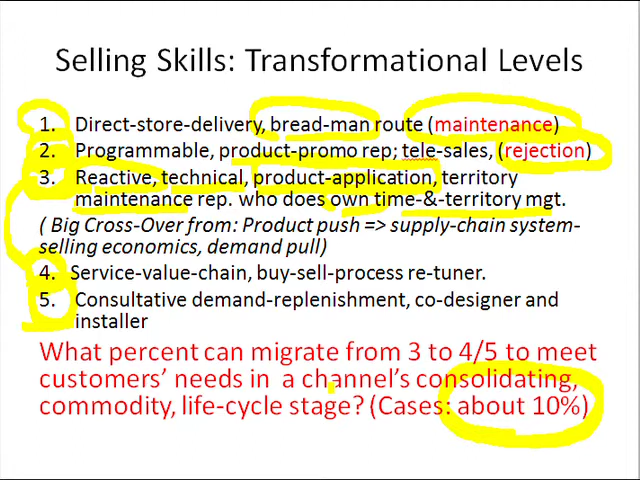 Selling Skills: Transformational Levels
1. Direct-store-delivery, bread-man route (maintenance)
2. Programmable, product-promo rep; tele-sales, (rejection)
3. Reactive, technical, product-application, territory
maintenance rep. who does own time-&-territory mgt.
( Big Cross-Over from: Product push => supply-chain system-
selling economics, demand pull)
4. Service-value-chain, buy-sell-process re-tuner.
5. Consultative demand-replenishment, co-designer and
installer
What percent can migrate from 3 to 4/5 to meet
customers' needs in a channel's consolidating,
commodity, life-cycle stage? (Cases: about 10%)